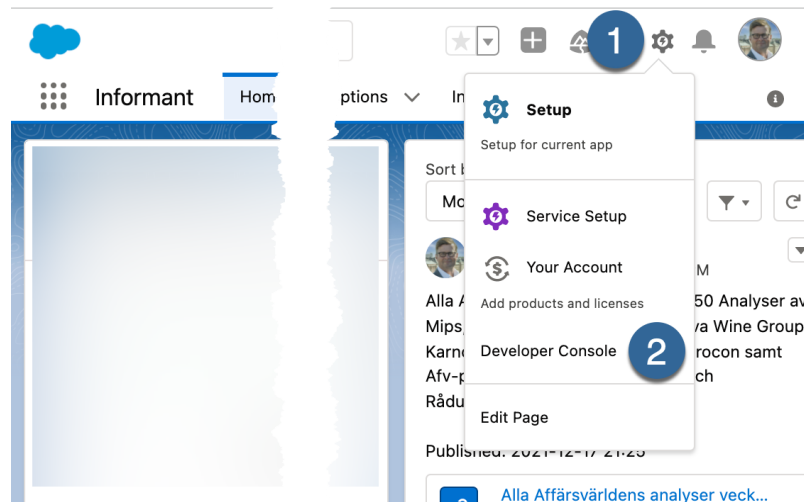 1
Informant
Hom
ptions
In
Setup
Setup for current app
Sort b
Mo
Service Setup
Your Account
M
Add products and licenses
Alla A 50 Analyser av
Mips, va Wine Group
Developer Console 2
Karno rocon samt
Afv-p ch
Rådu
Edit Page
Published: 2021-12-17 21:25
Alla Affärsvärldens analyser veck...